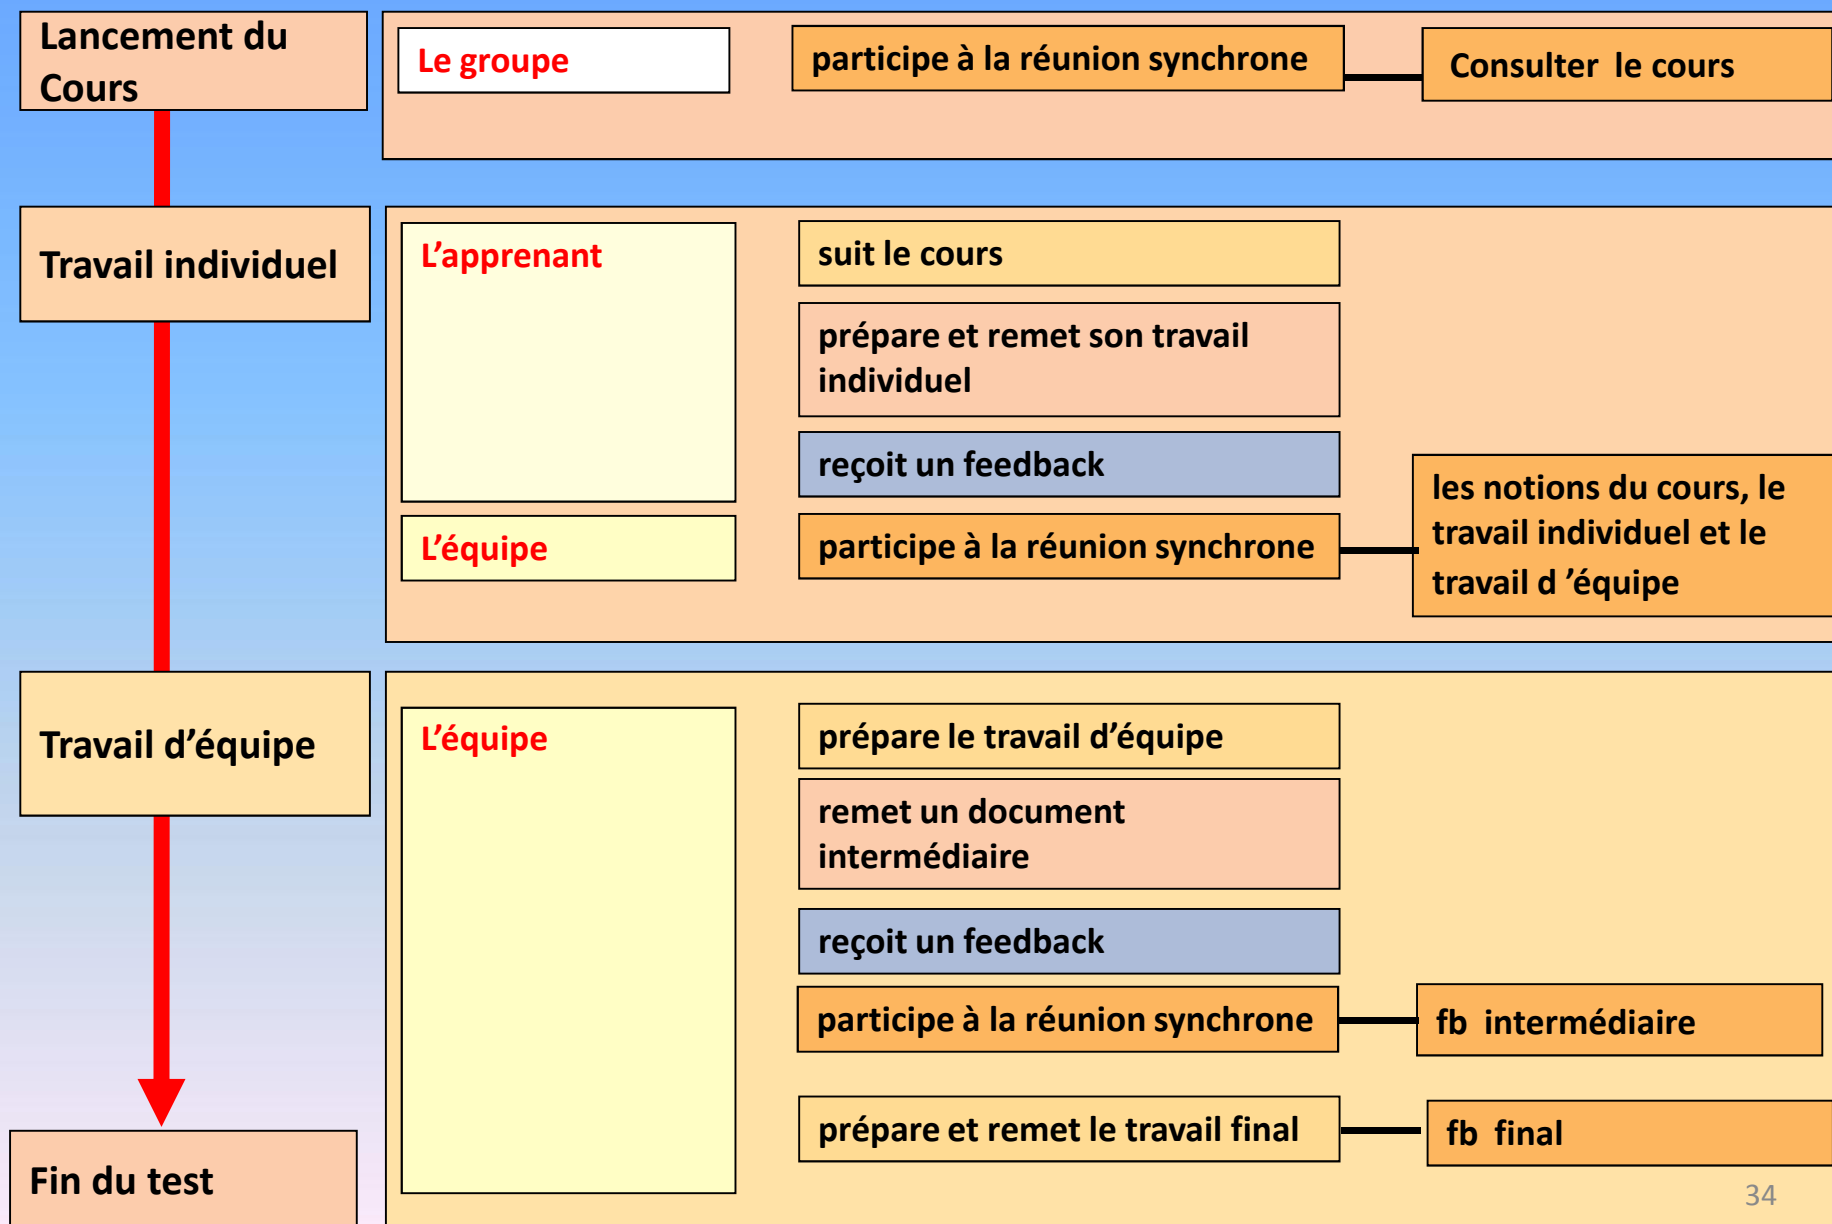 Lancement du
Cours
Le groupe
participe à la réunion synchrone
Consulter le cours
Travail individuel
L’apprenant
suit le cours
prépare et remet son travail
individuel
reçoit un feedback
L’équipe
participe à la réunion synchrone
les notions du cours, le
travail individuel et le
travail d ’équipe
Travail d’équipe
L’équipe
prépare le travail d’équipe
remet un document
intermédiaire
reçoit un feedback
participe à la réunion synchrone
fb intermédiaire
prépare et remet le travail final
fb final
Fin du test
34